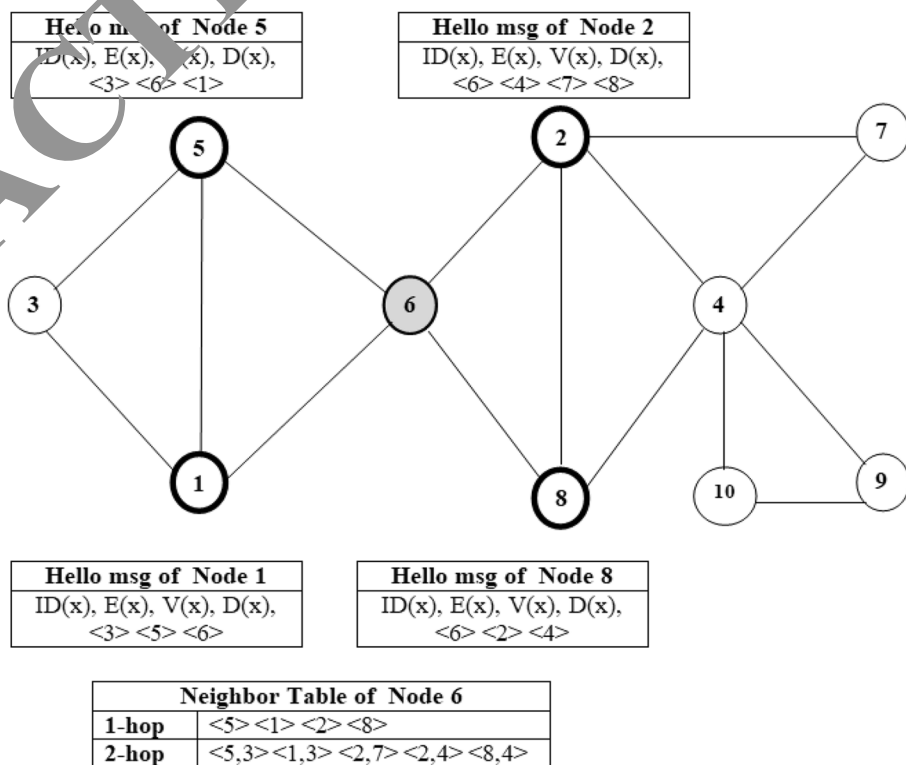 Hello msg of Node 5
ID(x), E(x), V(x), D(x),
<3> <6> <1>
Hello msg of Node 2
ID(x), E(x), V(x), D(x),
<6> <4> <7> <8>
5
2
7
3
6
4
1
8
10
9
Hello msg of Node 1
ID(x), E(x), V(x), D(x),
<3> <5> <6>
Hello msg of Node 8
ID(x), E(x), V(x), D(x),
<6> <2> <4>
Neighbor Table of Node 6
1-hop <5> <1> <2> <8>
2-hop <5,3> <1,3> <2,7> <2,4> <8,4>